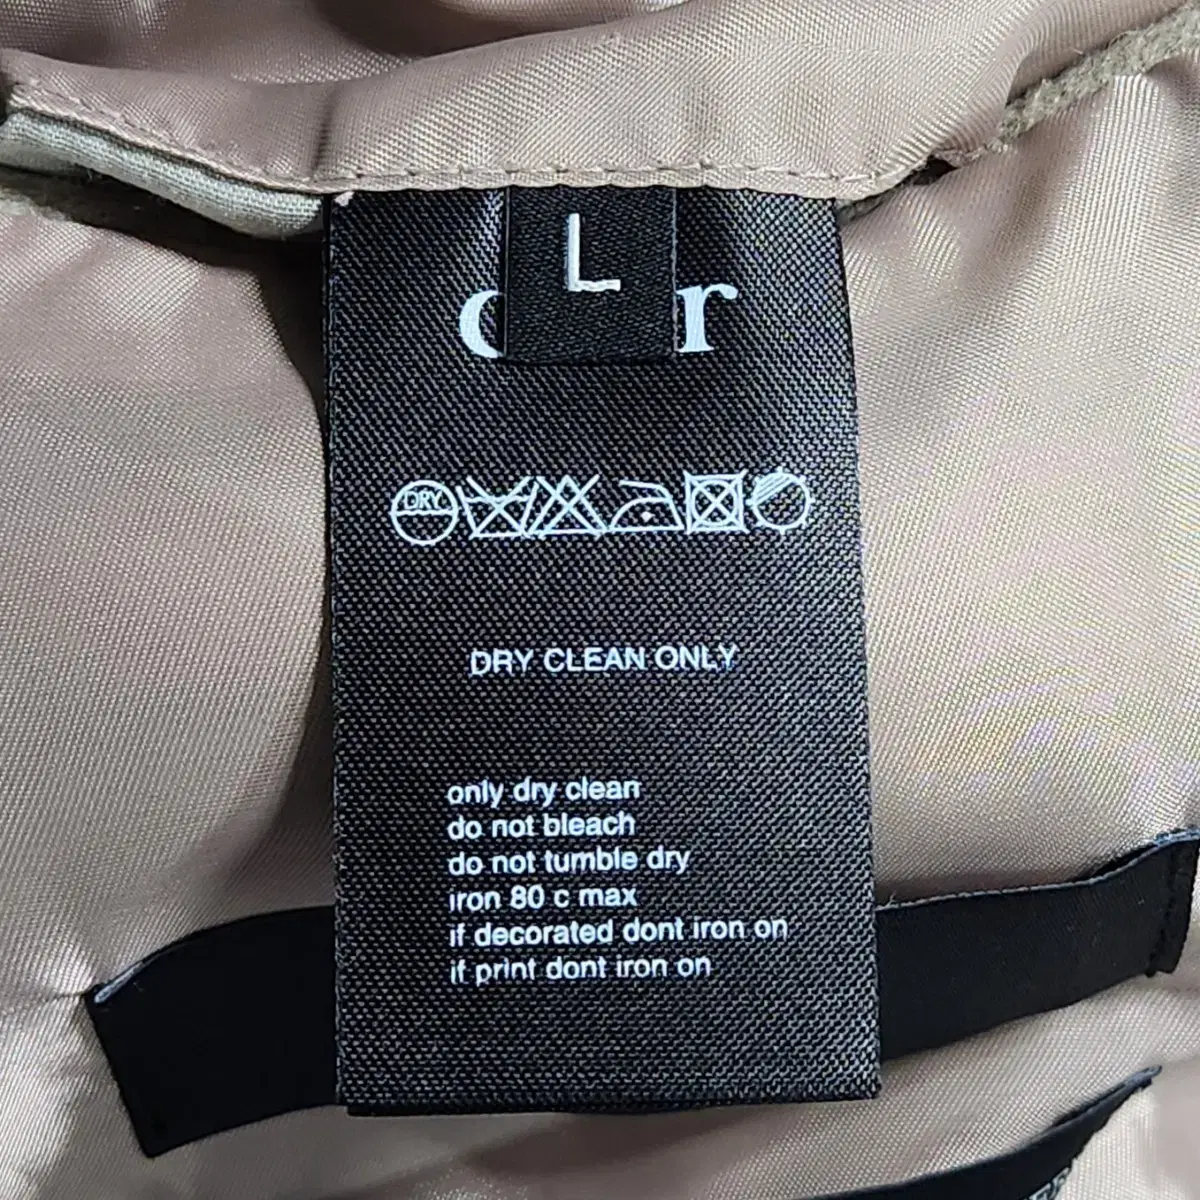 L
DRY
DRY CLEAN ONLY
only dry clean
do not bleach
do not tumble dry
iron 80 c max
if decorated dont iron on
if print dont iron on